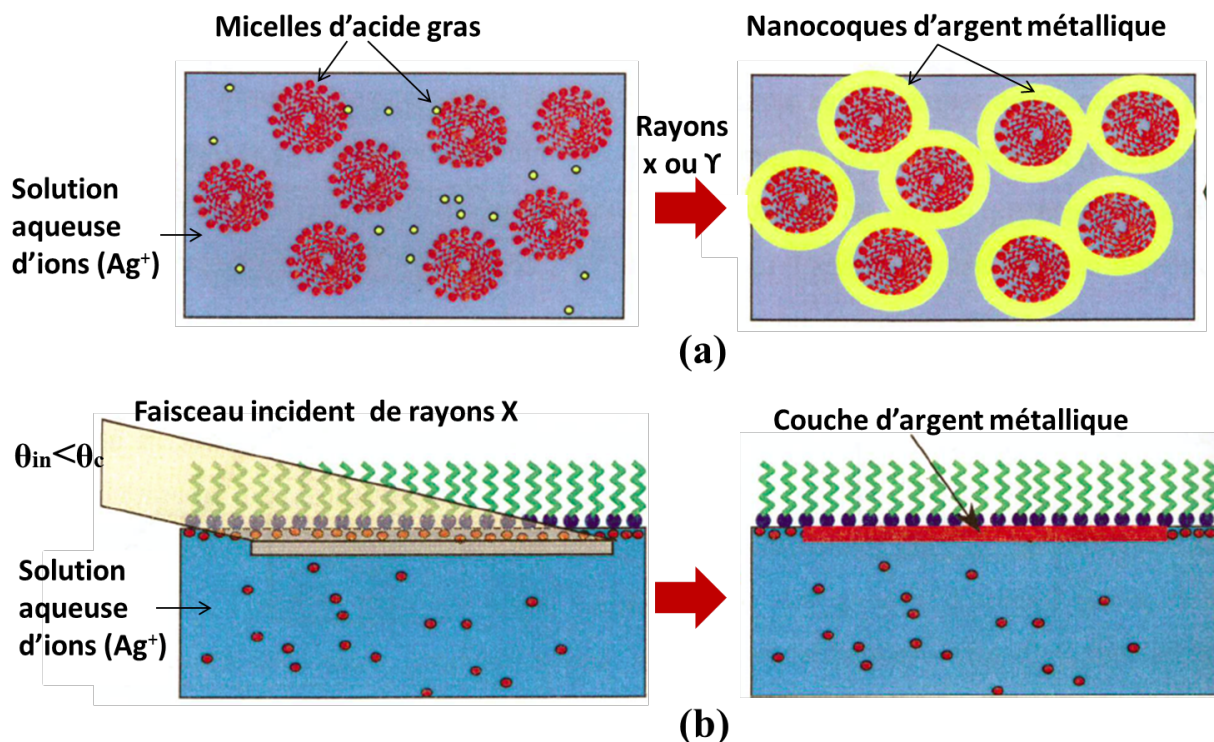 Micelles d'acide gras
Nanocoques d'argent métallique
Rayons
x ou ϒ
Solution
aqueuse
d'ions (Ag⁺)
(a)
Faisceau incident de rayons X
Couche d'argent métallique
θin<θc
Solution
aqueuse
d'ions (Ag⁺)
(b)